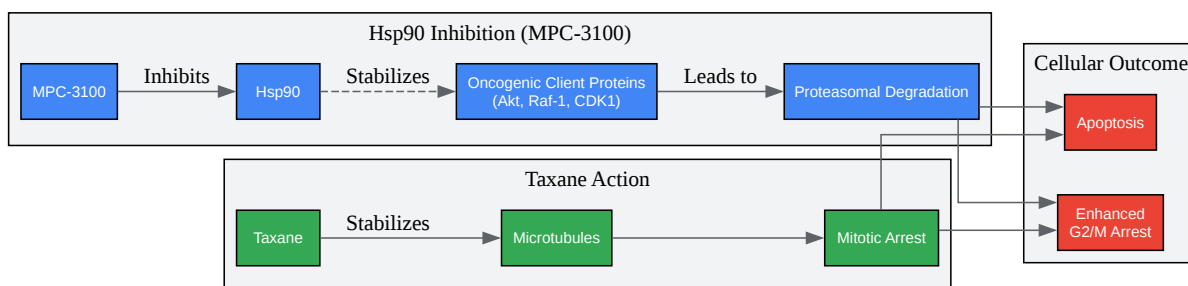 Hsp90 Inhibition (MPC-3100)
MPC-3100
Inhibits
Hsp90
Stabilizes
Oncogenic Client Proteins
(Akt, Raf-1, CDK1)
Leads to
Proteasomal Degradation
Cellular Outcome
Apoptosis
Enhanced
G2/M Arrest
Taxane Action
Taxane
Stabilizes
Microtubules
Mitotic Arrest